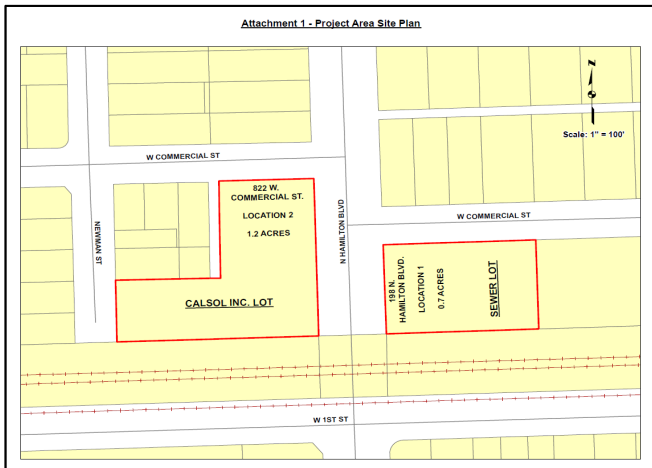 Attachment 1 - Project Area Site Plan
N
Scale: 1" = 100'
W COMMERCIAL ST
822 W.
COMMERCIAL ST.
LOCATION 2
1.2 ACRES
NEWMAN ST
N HAMILTON BLVD
W COMMERCIAL ST
198 N.
HAMILTON BLVD.
LOCATION 1
0.7 ACRES
SEWER LOT
CALSOL INC. LOT
W 1ST ST